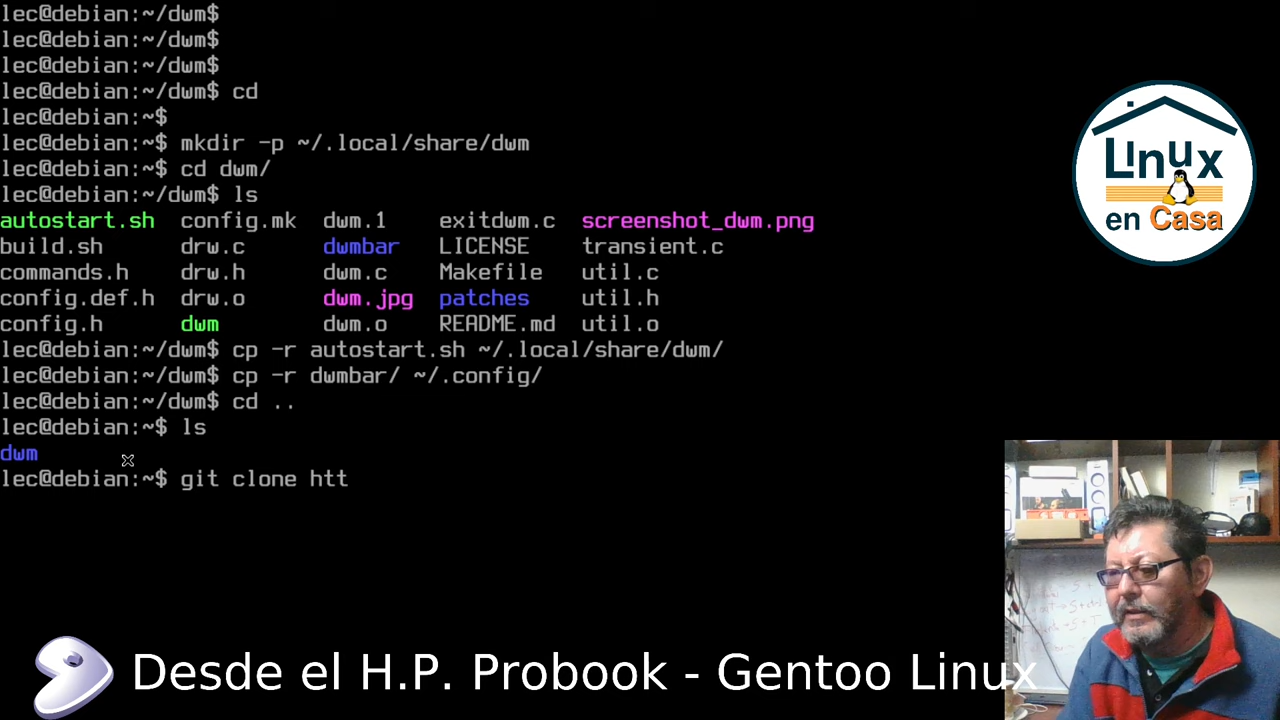 lec@debian:~/dwm$
lec@debian:~/dwm$
lec@debian:~/dwm$
lec@debian:~/dwm$ cd
lec@debian:~$
lec@debian:~$ mkdir -p ~/.local/share/dwm
lec@debian:~$ cd dwm/
lec@debian:~/dwm$ ls
autostart.sh config.mk dwm.1 exitdwm.c screenshot_dwm.png
build.sh drw.c dwmbar LICENSE transient.c
commands.h drw.h dwm.c Makefile util.c
config.def.h drw.o dwm.jpg patches util.h
config.h dwm dwm.o README.md util.o
lec@debian:~/dwm$ cp -r autostart.sh ~/.local/share/dwm/
lec@debian:~/dwm$ cp -r dwmbar/ ~/.config/
lec@debian:~/dwm$ cd ..
lec@debian:~$ ls
dwm
lec@debian:~$ git clone htt
Linux
en Casa
Desde el H.P. Probook - Gentoo Linux